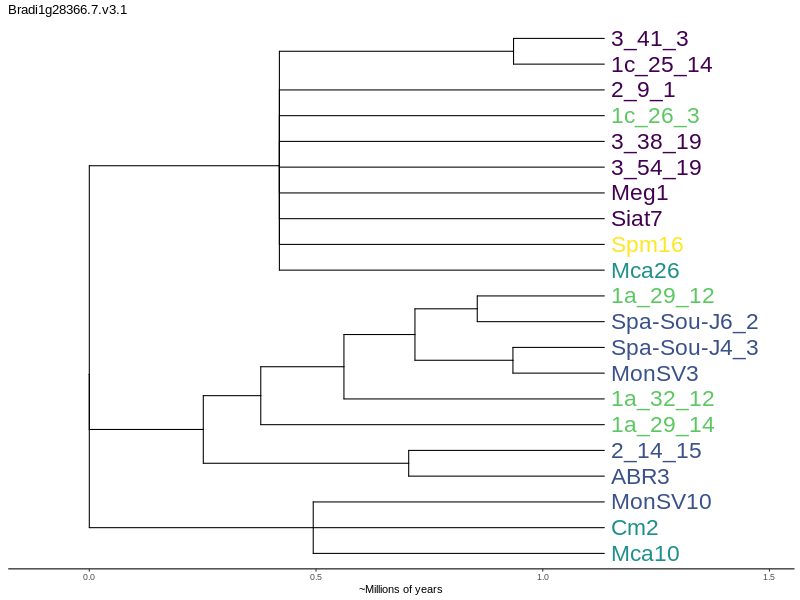 Bradi1g28366.7.v3.1
3_41_3
1c_25_14
2_9_1
1c_26_3
3_38_19
3_54_19
Meg1
Siat7
Spm16
Mca26
1a_29_12
Spa-Sou-J6_2
Spa-Sou-J4_3
MonSV3
1a_32_12
1a_29_14
2_14_15
ABR3
MonSV10
Cm2
Mca10
0.0 0.5 1.0 1.5
~Millions of years